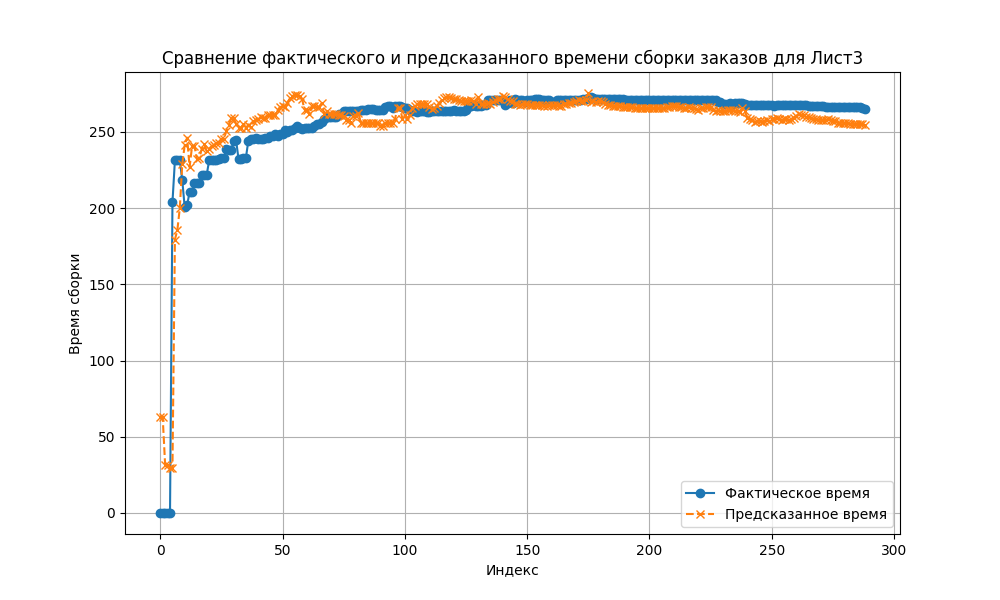 Сравнение фактического и предсказанного времени сборки заказов для Лист3
250
200
150
100
50
0
Время сборки
0 50 100 150 200 250 300
Индекс
Фактическое время
Предсказанное время